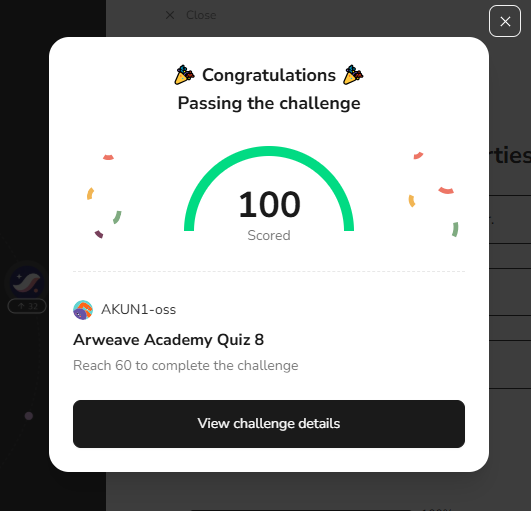 Close
Congratulations
Passing the challenge
100
Scored
AKUN1-oss
Arweave Academy Quiz 8
Reach 60 to complete the challenge
View challenge details
rties
32